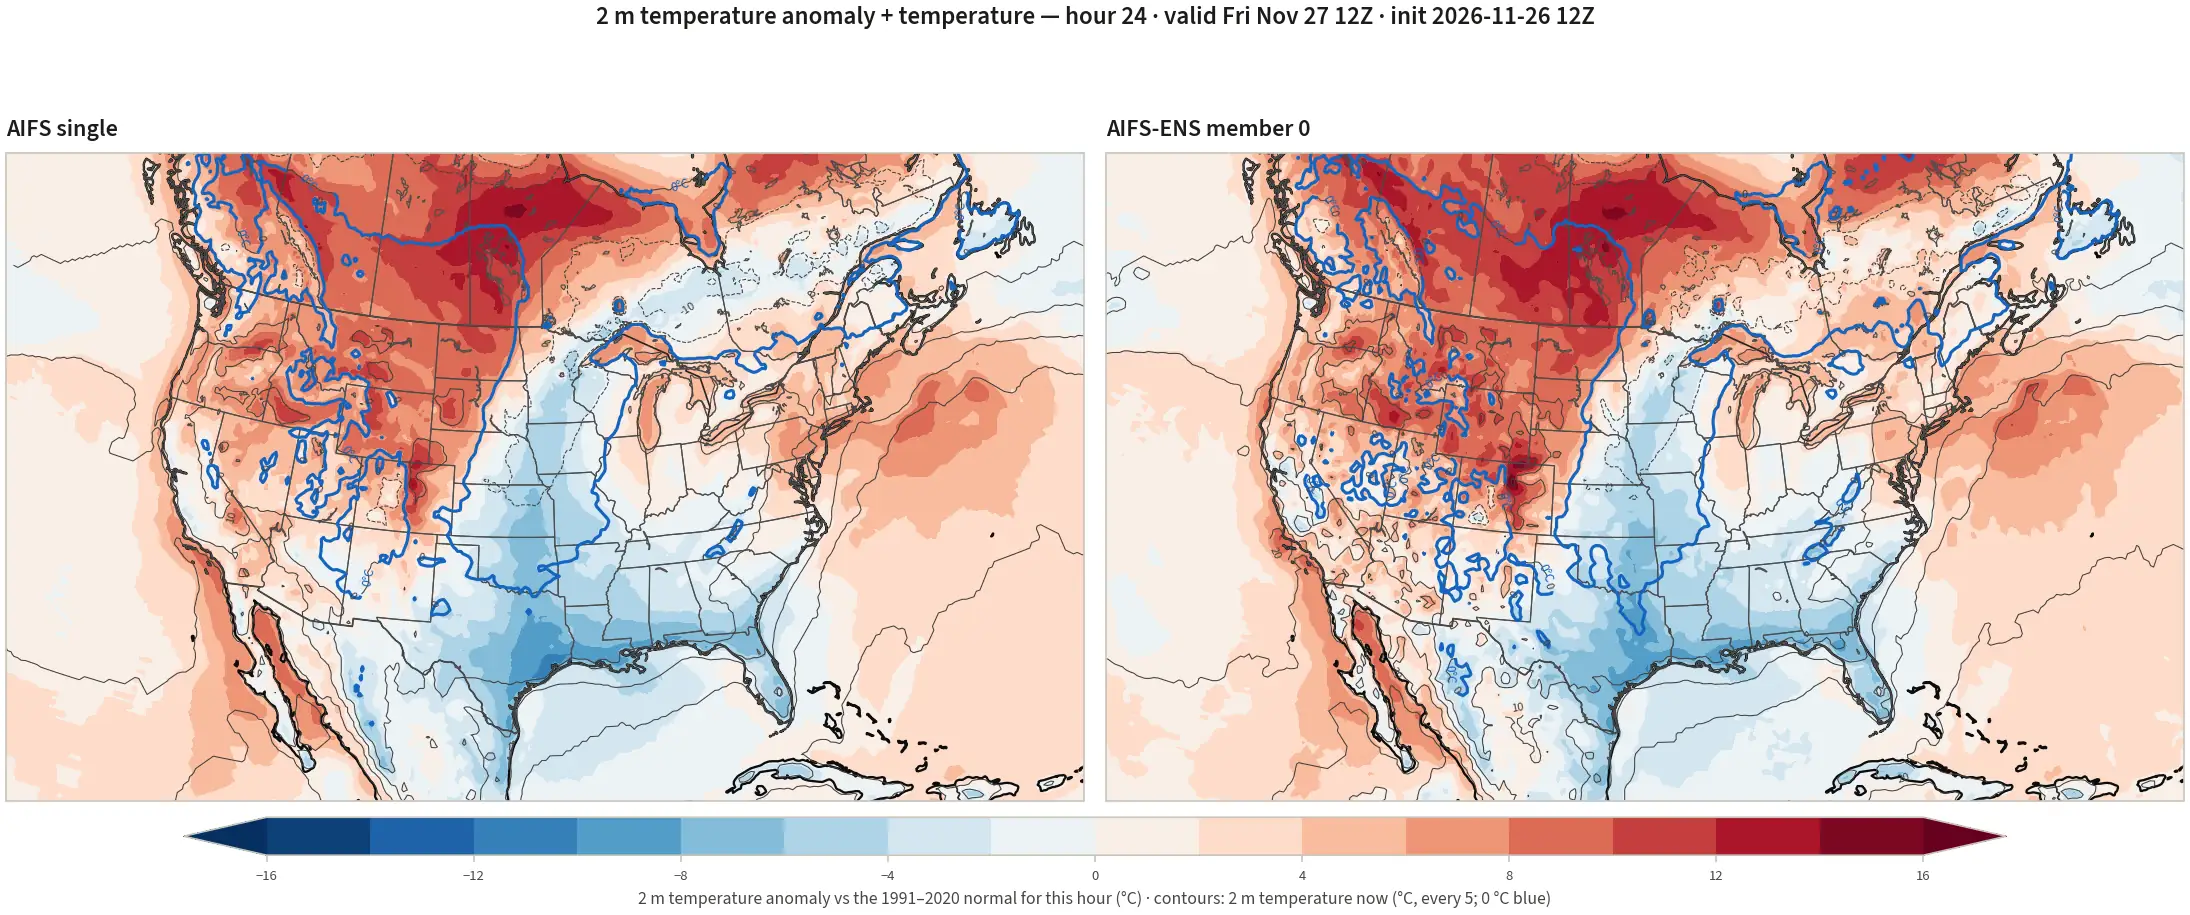 2 m temperature anomaly + temperature — hour 24 · valid Fri Nov 27 12Z · init 2026-11-26 12Z
AIFS single
AIFS-ENS member 0
−16 −12 −8 −4 0 4 8 12 16
2 m temperature anomaly vs the 1991–2020 normal for this hour (°C) · contours: 2 m temperature now (°C, every 5; 0 °C blue)